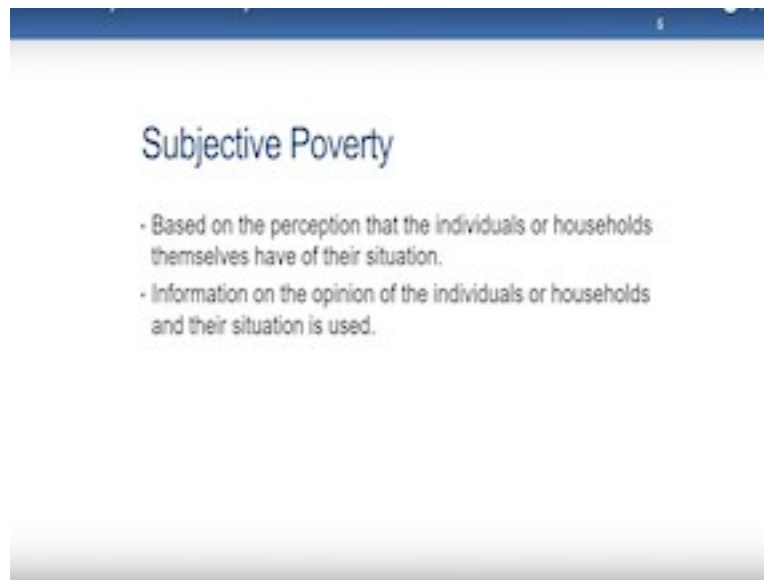 Subjective Poverty
- Based on the perception that the individuals or households
themselves have of their situation.
- Information on the opinion of the individuals or households
and their situation is used.